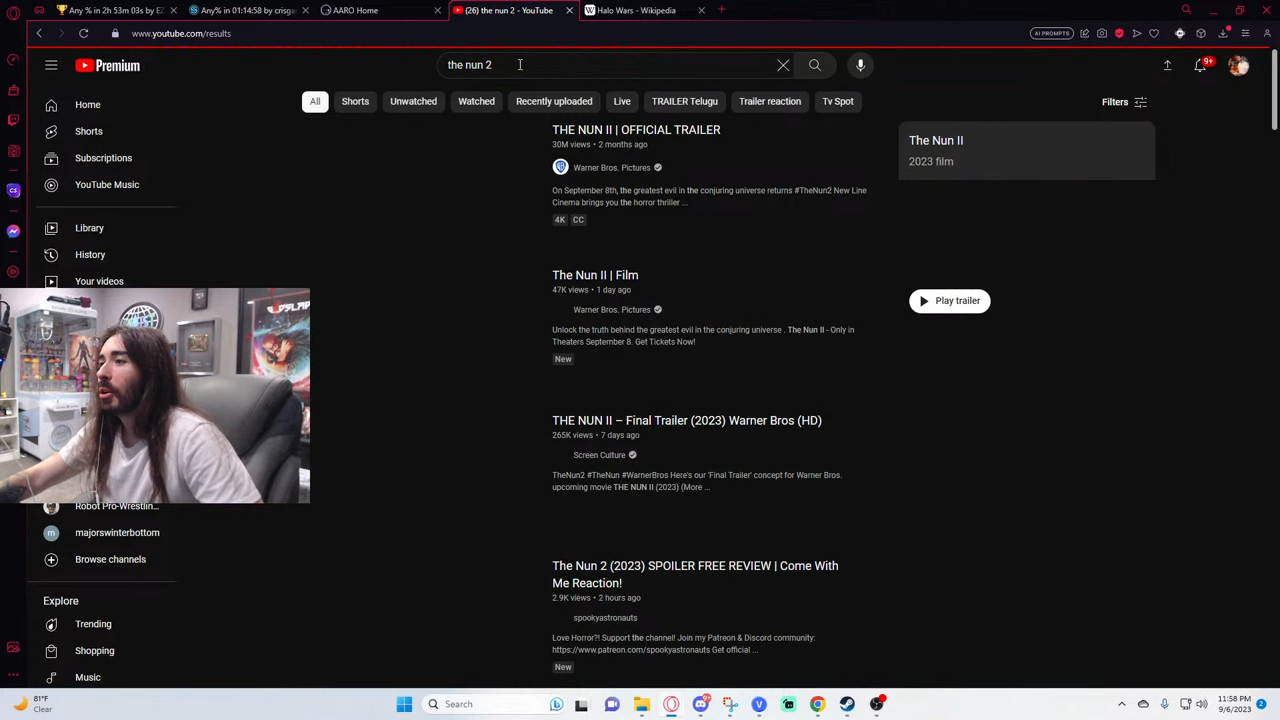 Any % in 2h 53m 03s by EZ
Any% in 01:14:58 by crisgar
AARO Home
(26) the nun 2 - YouTube
Halo Wars - Wikipedia
www.youtube.com/results
AI PROMPTS
Premium
the nun 2
9+
All
Shorts
Unwatched
Watched
Recently uploaded
Live
TRAILER Telugu
Trailer reaction
Tv Spot
Filters
Home
Shorts
Subscriptions
YouTube Music
Library
History
Your videos
Robot Pro-Wrestlin...
m
majorswinterbottom
Browse channels
Explore
Trending
Shopping
Music
THE NUN II | OFFICIAL TRAILER
30M views • 2 months ago
Warner Bros. Pictures
On September 8th, the greatest evil in the conjuring universe returns #TheNun2 New Line
Cinema brings you the horror thriller ...
4K CC
The Nun II | Film
47K views • 1 day ago
Warner Bros. Pictures
Unlock the truth behind the greatest evil in the conjuring universe . The Nun II - Only in
Theaters September 8. Get Tickets Now!
New
THE NUN II – Final Trailer (2023) Warner Bros (HD)
265K views • 7 days ago
Screen Culture
TheNun2 #TheNun #WarnerBros Here's our 'Final Trailer' concept for Warner Bros.
upcoming movie THE NUN II (2023) (More ...
The Nun 2 (2023) SPOILER FREE REVIEW | Come With
Me Reaction!
2.9K views • 2 hours ago
spookyastronauts
Love Horror?! Support the channel! Join my Patreon & Discord community:
https://www.patreon.com/spookyastronauts Get official ...
New
The Nun II
2023 film
Play trailer
81°F
Clear
Search
9+
11:58 PM
9/6/2023
2